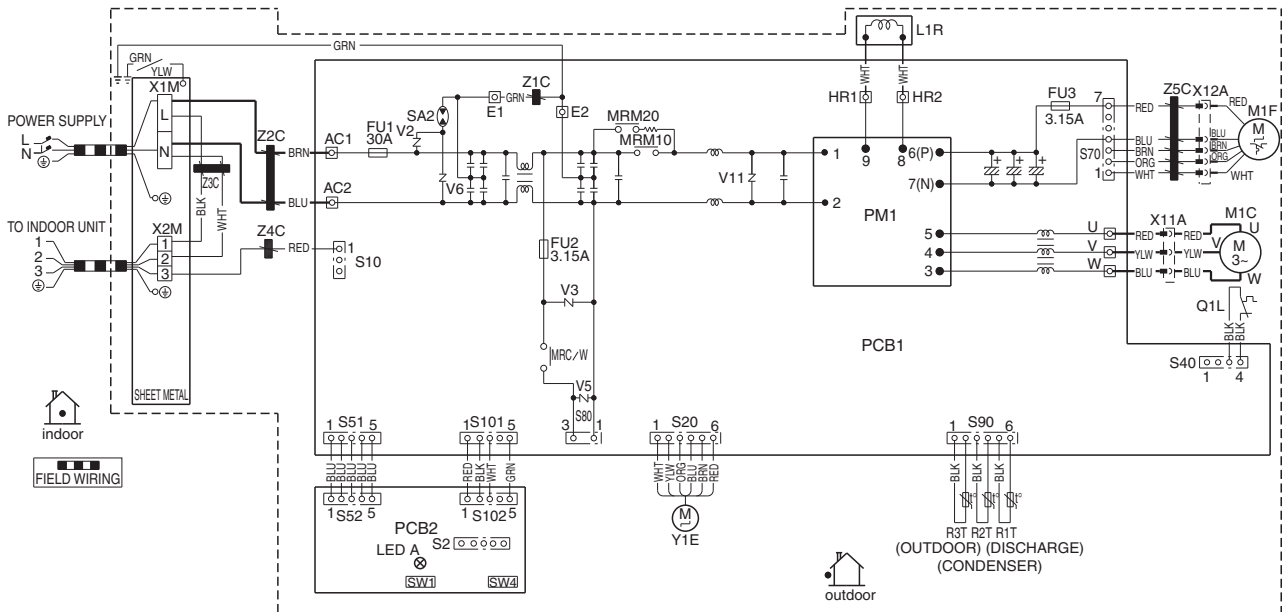 GRN
L1R
GRN
YLW
X1M
L
N
POWER SUPPLY
L
N
Z3C
BLK
WHT
TO INDOOR UNIT
1
2
3
X2M
1
2
3
SHEET METAL
Z2C
BRN
BLU
Z4C
RED
AC1
AC2
FU1
30A
1
S10
V2
SA2
V6
E1
GRN
Z1C
E2
MRM20
MRM10
V11
WHT
WHT
HR1
HR2
9
8
1
2
6(P)
7(N)
PM1
5
4
3
FU3
3.15A
7
S70
1
RED
BLU
BRN
ORG
WHT
Z5C
X12A
RED
BLU
BRN
ORG
WHT
M1F
M
FU2
3.15A
V3
MRC/W
V5
S80
3
1
U
V
W
RED
YLW
BLU
X11A
RED
YLW
BLU
M1C
U
V
W
M
3~
Q1L
BLK
BLK
S40
1
4
PCB1
indoor
FIELD WIRING
1 S51 5
BLU
BLU
BLU
BLU
BLU
1 S52 5
1 S101 5
RED
BLK
WHT
GRN
1 S102 5
PCB2
S2
LED A
SW1
SW4
1 S20 6
WHT
YLW
ORG
BLU
BRN
RED
M
Y1E
1 S90 6
BLK
BLK
BLK
t°
t°
t°
R3T R2T R1T
(OUTDOOR) (DISCHARGE)
(CONDENSER)
outdoor